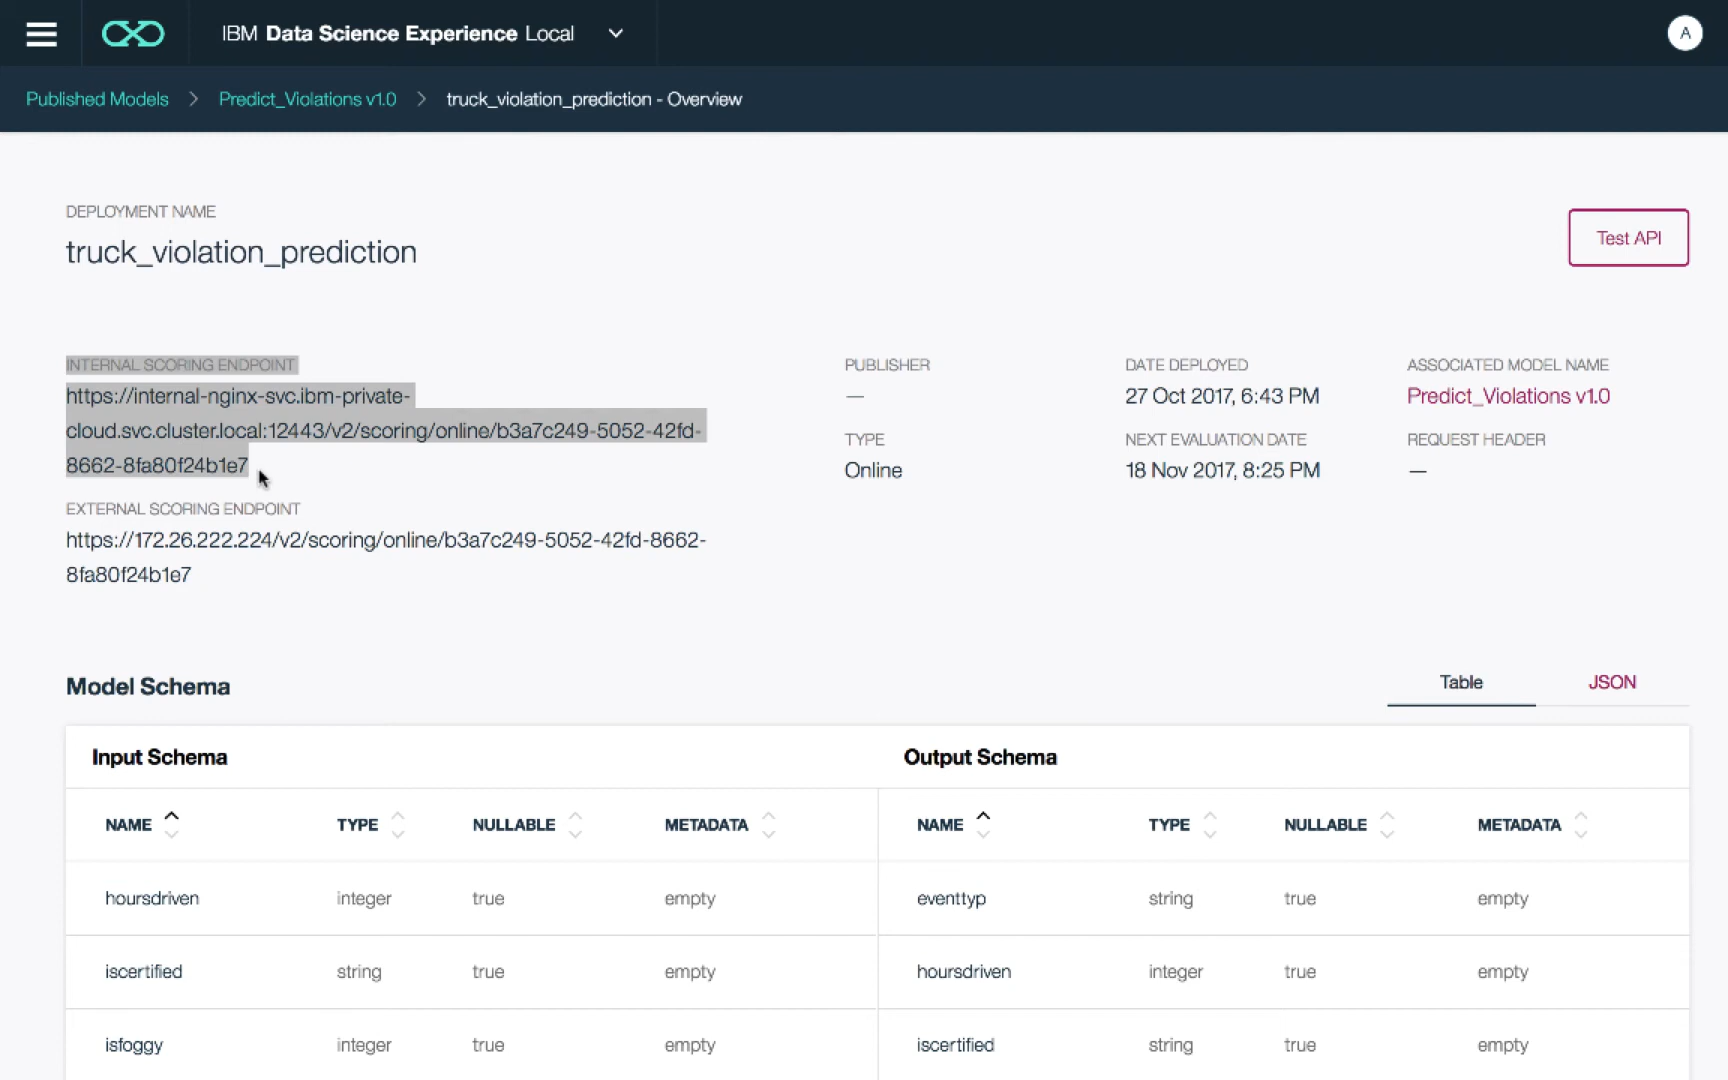 IBM Data Science Experience Local
A
Published Models > Predict_Violations v1.0 > truck_violation_prediction - Overview
DEPLOYMENT NAME
truck_violation_prediction
Test API
INTERNAL SCORING ENDPOINT
https://internal-nginx-svc.ibm-private-
cloud.svc.cluster.local:12443/v2/scoring/online/b3a7c249-5052-42fd-
8662-8fa80f24b1e7
EXTERNAL SCORING ENDPOINT
https://172.26.222.224/v2/scoring/online/b3a7c249-5052-42fd-8662-
8fa80f24b1e7
PUBLISHER
—
TYPE
Online
DATE DEPLOYED
27 Oct 2017, 6:43 PM
NEXT EVALUATION DATE
18 Nov 2017, 8:25 PM
ASSOCIATED MODEL NAME
Predict_Violations v1.0
REQUEST HEADER
—
Model Schema
Table JSON
Input Schema Output Schema
NAME TYPE NULLABLE METADATA NAME TYPE NULLABLE METADATA
hoursdriven integer true empty eventtyp string true empty
iscertified string true empty hoursdriven integer true empty
isfoggy integer true empty iscertified string true empty